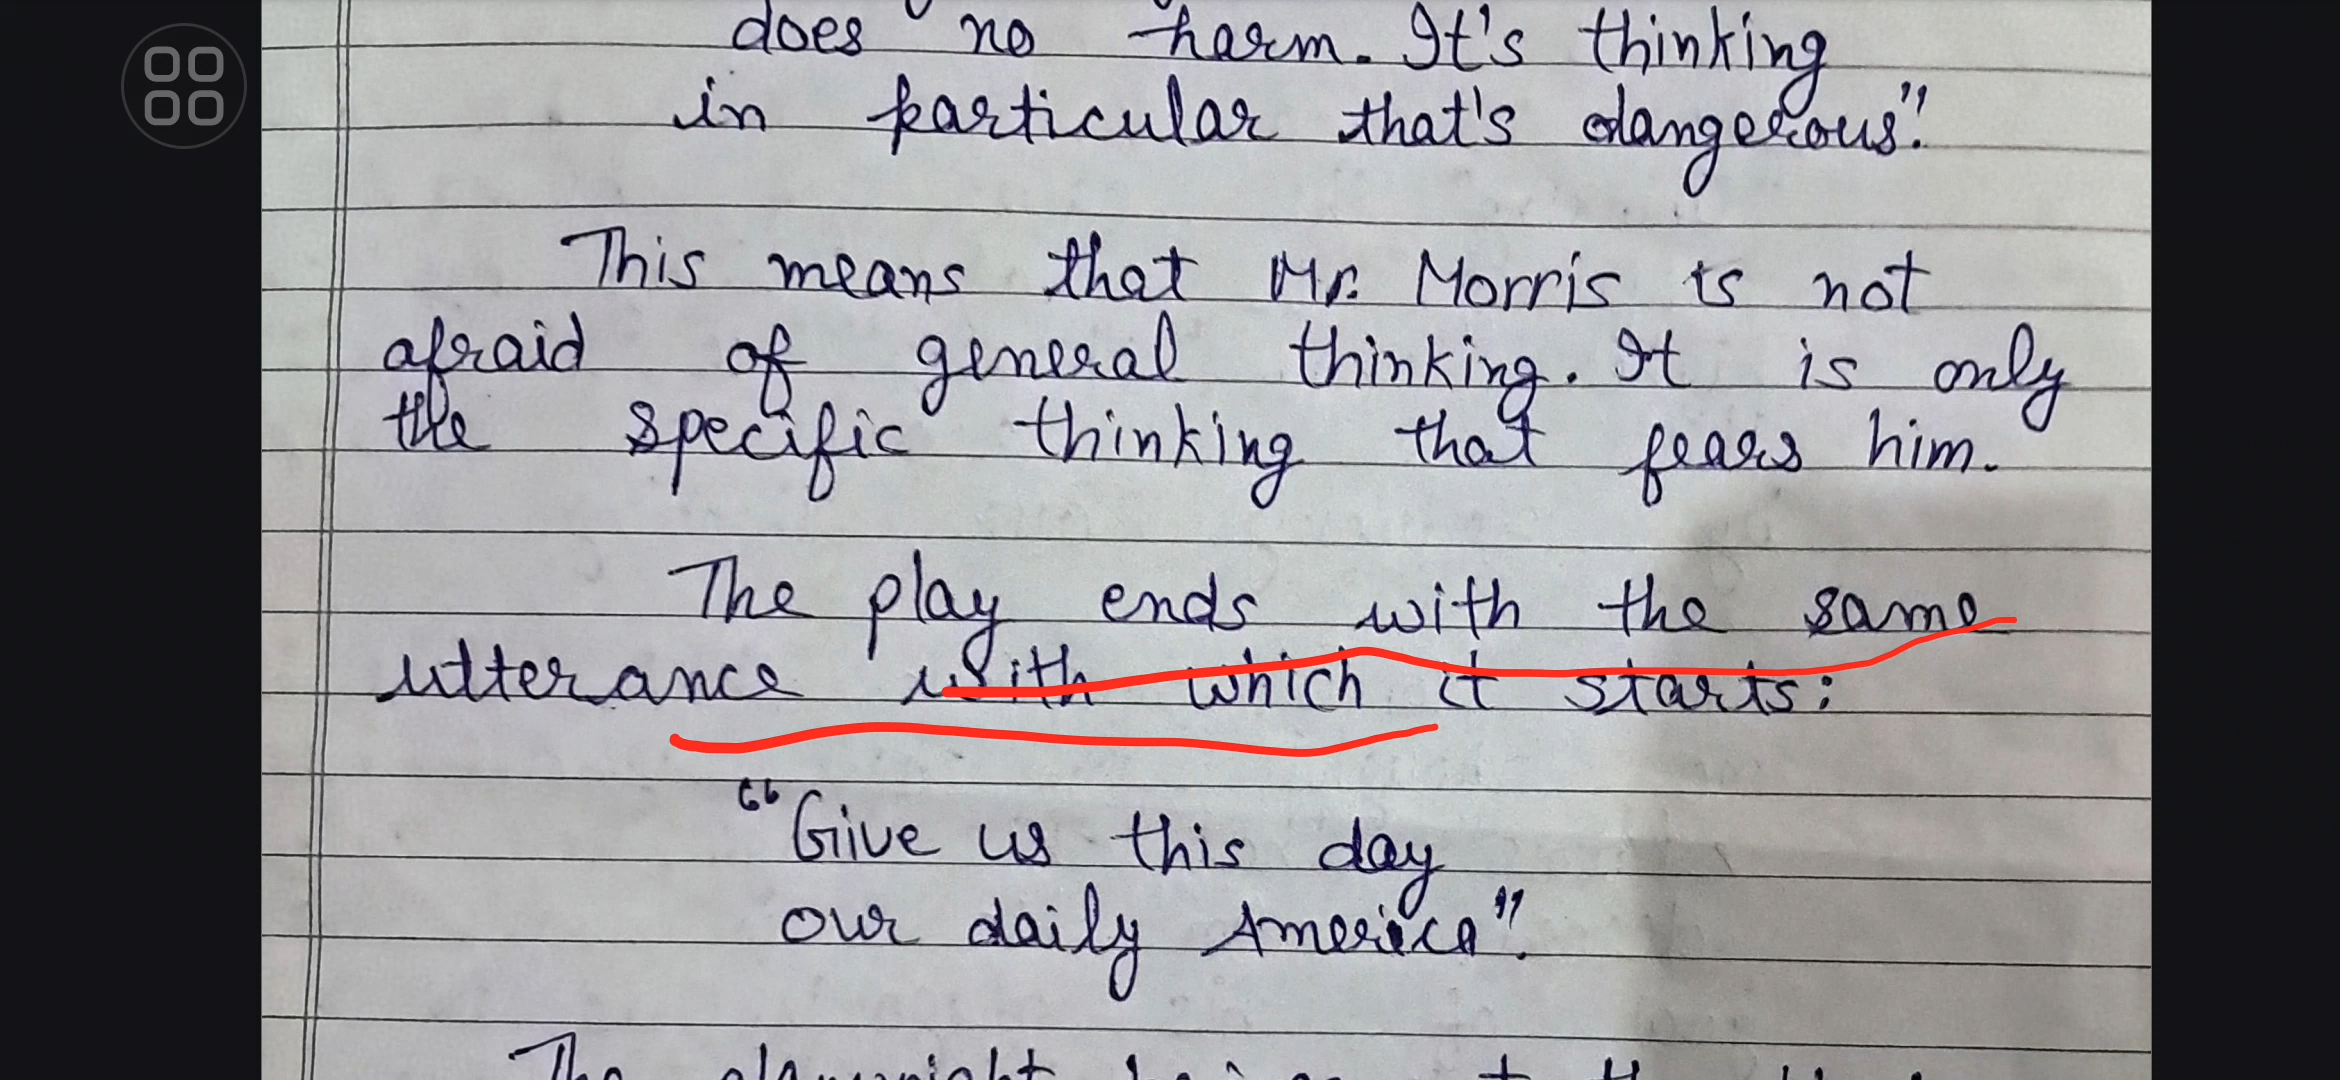 does no harm. It's thinking
in particular that's dangerous".
This means that Mr. Morris is not
afraid of general thinking. It is only
the specific thinking that fears him.
The play ends with the same
utterance with which it starts:
"Give us this day
our daily America".
The playwright